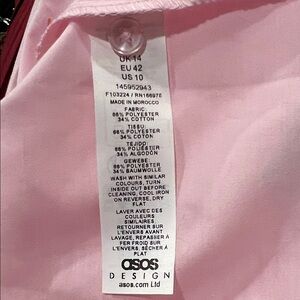 UK 14
EU 42
US 10
145952943
F103224 / RN166976
MADE IN MOROCCO
FABRIC:
66% POLYESTER
34% COTTON
TISSU:
66% POLYESTER
34% COTON
TEJIDO:
66% POLIÉSTER
34% ALGODÓN
GEWEBE:
66% POLYESTER
34% BAUMWOLLE
WASH WITH SIMILAR
COLOURS, TURN
INSIDE OUT BEFORE
CLEANING, COOL IRON
ON REVERSE, DRY
FLAT
LAVER AVEC DES
COULEURS
SIMILAIRES
RETOURNER SUR
L'ENVERS AVANT
LAVAGE, REPASSER À
FER FROID SUR
L'ENVERS, SÉCHER À
PLAT
asos
DESIGN
asos.com Ltd